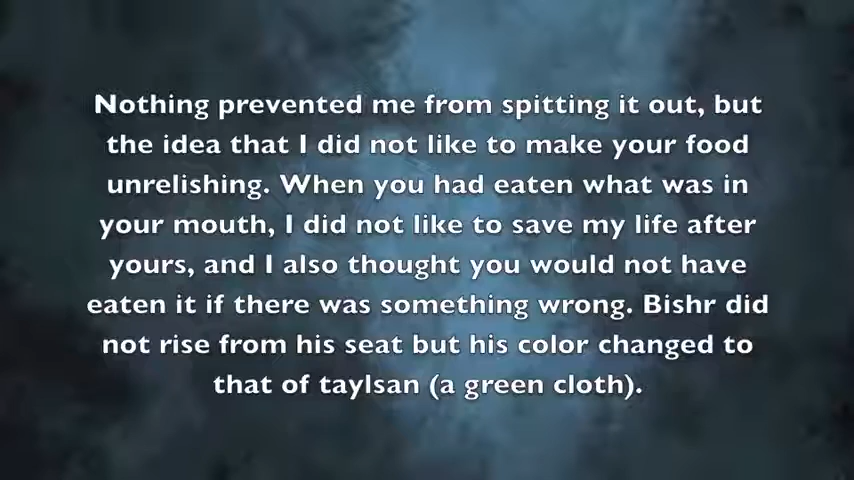 Nothing prevented me from spitting it out, but
the idea that I did not like to make your food
unrelishing. When you had eaten what was in
your mouth, I did not like to save my life after
yours, and I also thought you would not have
eaten it if there was something wrong. Bishr did
not rise from his seat but his color changed to
that of taylsan (a green cloth).